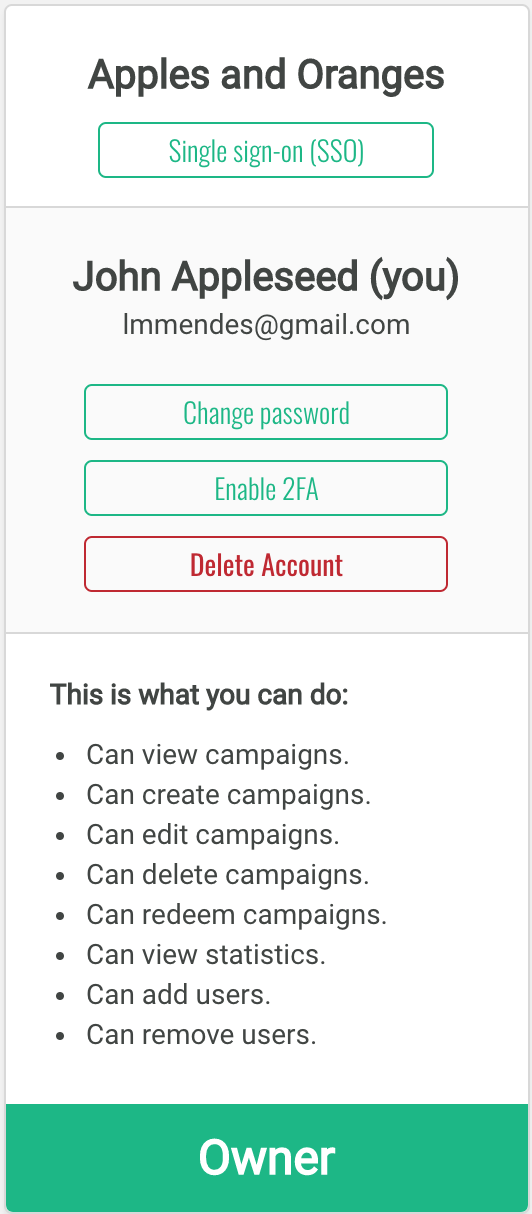 Apples and Oranges
Single sign-on (SSO)
John Appleseed (you)
lmmendes@gmail.com
Change password
Enable 2FA
Delete Account
This is what you can do:
• Can view campaigns.
• Can create campaigns.
• Can edit campaigns.
• Can delete campaigns.
• Can redeem campaigns.
• Can view statistics.
• Can add users.
• Can remove users.
Owner